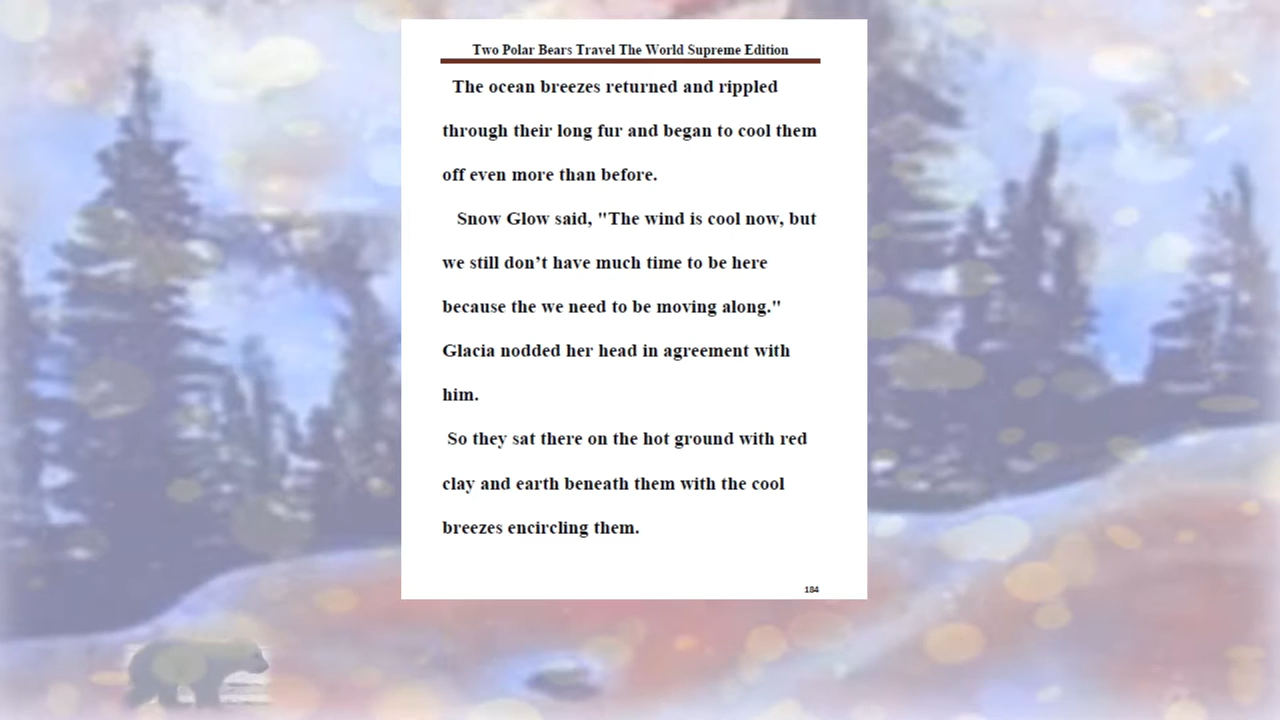 Two Polar Bears Travel The World Supreme Edition
The ocean breezes returned and rippled
through their long fur and began to cool them
off even more than before.
Snow Glow said, "The wind is cool now, but
we still don’t have much time to be here
because the we need to be moving along."
Glacia nodded her head in agreement with
him.
So they sat there on the hot ground with red
clay and earth beneath them with the cool
breezes encircling them.
184